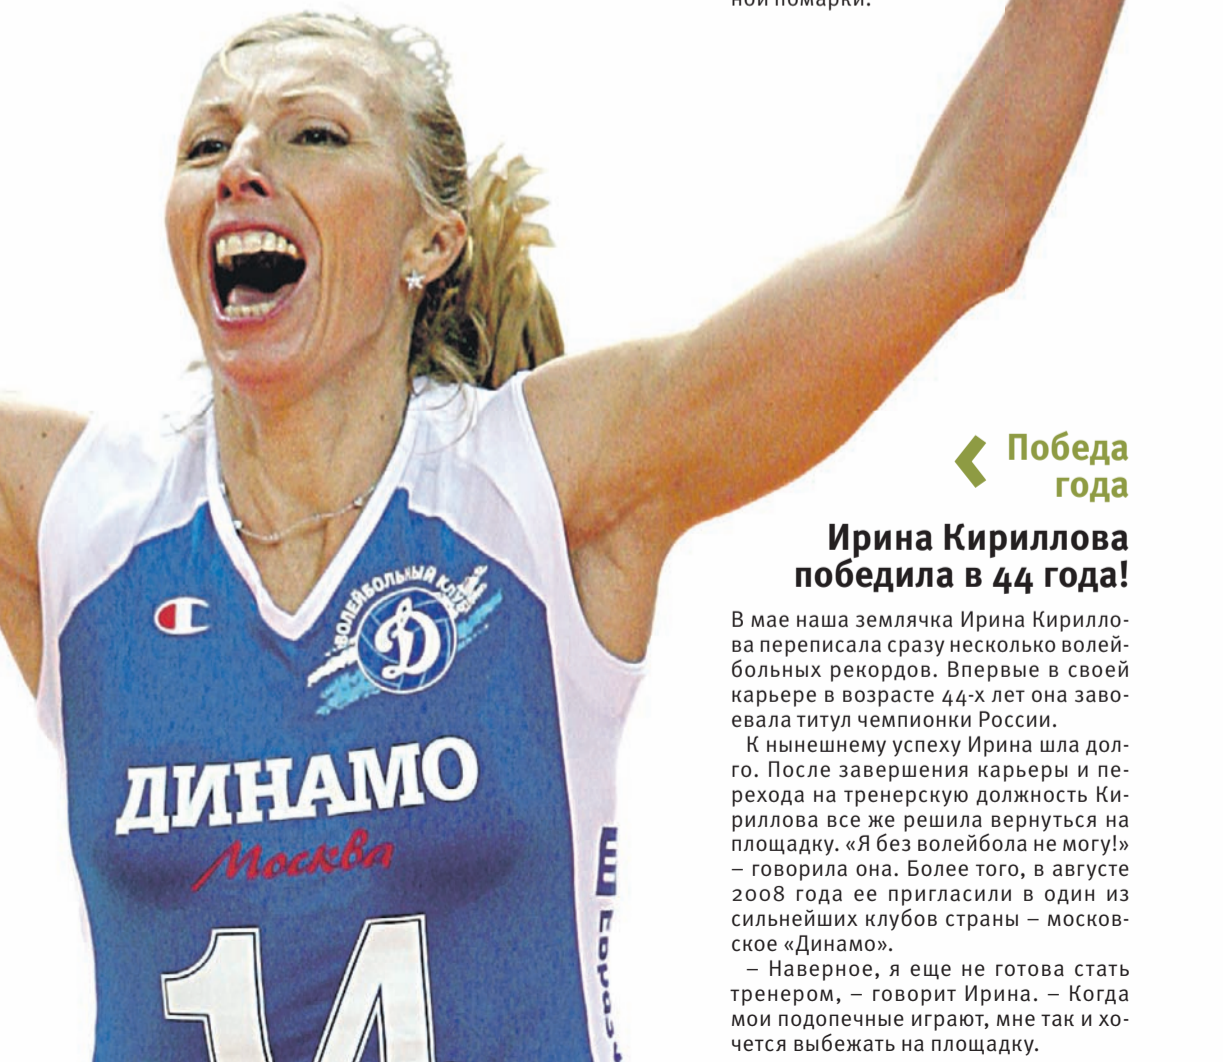 ной помарки.
ВОЛЕЙБОЛЬНЫЙ КЛУБ
Д
ДИНАМО
Москва
14
Победа
года
Ирина Кириллова
победила в 44 года!
В мае наша землячка Ирина Кирилло-
ва переписала сразу несколько волей-
больных рекордов. Впервые в своей
карьере в возрасте 44-х лет она заво-
евала титул чемпионки России.
К нынешнему успеху Ирина шла дол-
го. После завершения карьеры и пе-
рехода на тренерскую должность Ки-
риллова все же решила вернуться на
площадку. «Я без волейбола не могу!»
– говорила она. Более того, в августе
2008 года ее пригласили в один из
сильнейших клубов страны – москов-
ское «Динамо».
– Наверное, я еще не готова стать
тренером, – говорит Ирина. – Когда
мои подопечные играют, мне так и хо-
чется выбежать на площадку.